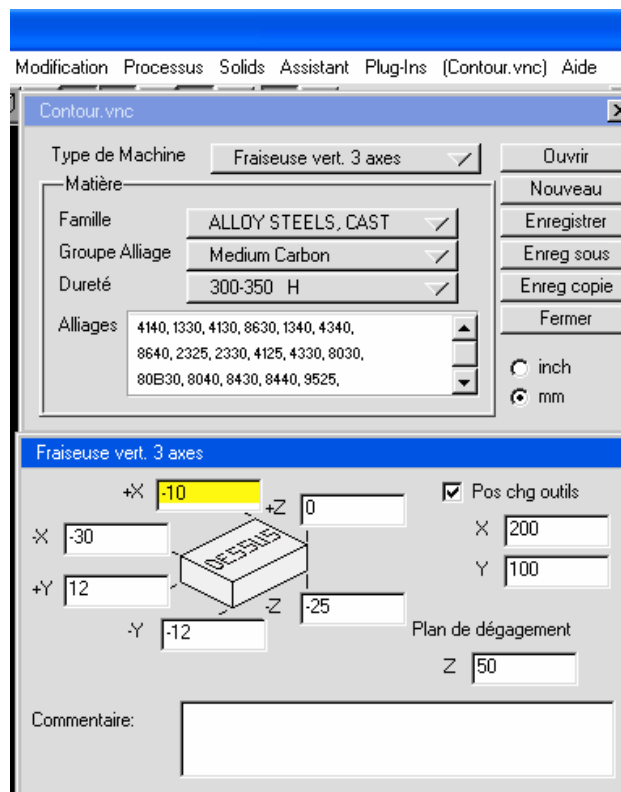 Modification Processus Solids Assistant Plug-Ins (Contour.vnc) Aide
Contour.vnc
Type de Machine Fraiseuse vert. 3 axes Ouvrir
Matière Nouveau
Famille ALLOY STEELS, CAST Enregistrer
Groupe Alliage Medium Carbon Enreg sous
Dureté 300-350 H Enreg copie
Alliages 4140, 1330, 4130, 8630, 1340, 4340, Fermer
8640, 2325, 2330, 4125, 4330, 8030, inch
80B30, 8040, 8430, 8440, 9525, mm
Fraiseuse vert. 3 axes
+X -10 +Z 0 Pos chg outils
-X -30 DESSUS X 200
+Y 12 -Z -25 Y 100
-Y -12 Plan de dégagement
Z 50
Commentaire: